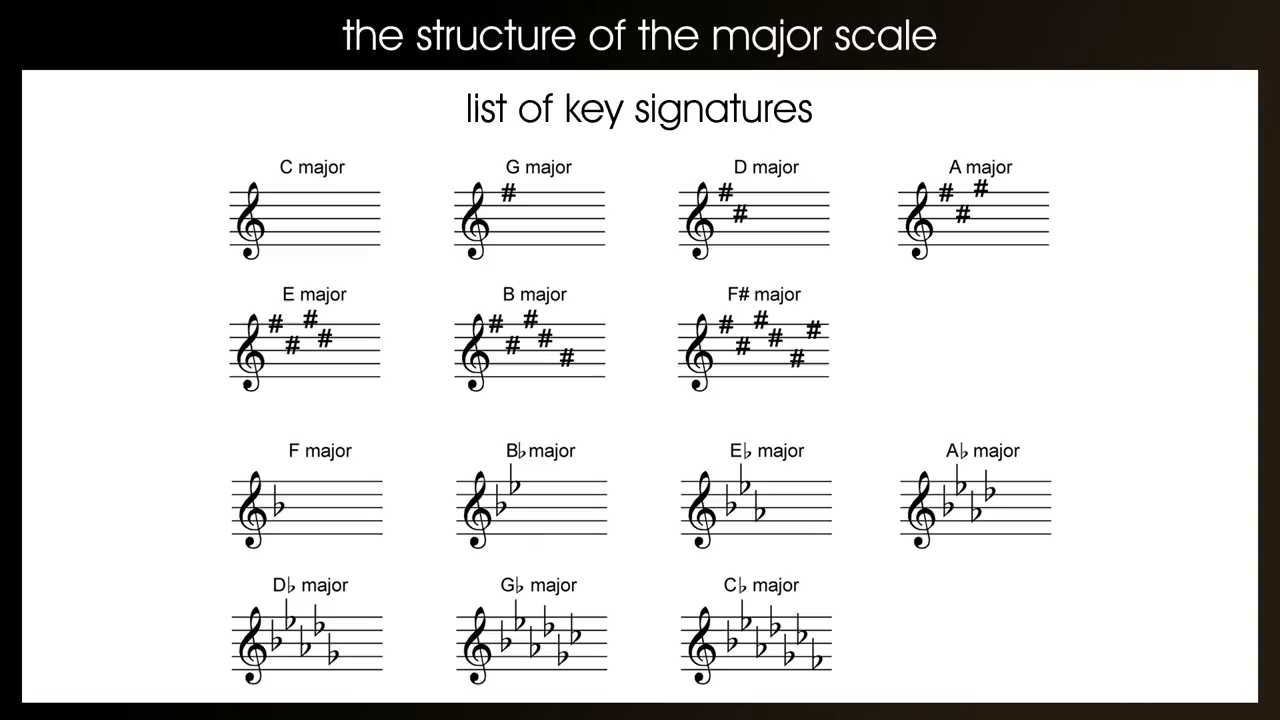 the structure of the major scale
list of key signatures
C major
G major
D major
A major
E major
B major
F# major
F major
B♭major
E♭ major
A♭ major
D♭ major
G♭ major
C♭ major